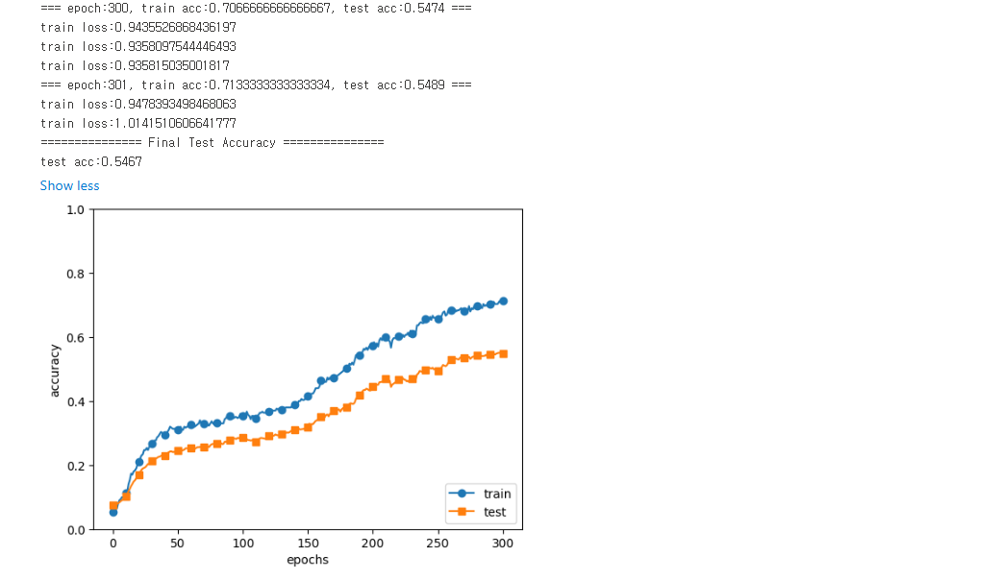 === epoch:300, train acc:0.7066666666666667, test acc:0.5474 ===
train loss:0.9435526868436197
train loss:0.9358097544446493
train loss:0.935815035001817
=== epoch:301, train acc:0.7133333333333334, test acc:0.5489 ===
train loss:0.9478393498468063
train loss:1.0141510606641777
=============== Final Test Accuracy ===============
test acc:0.5467
Show less
1.0
0.8
0.6
0.4
0.2
0.0
accuracy
0 50 100 150 200 250 300
epochs
train
test